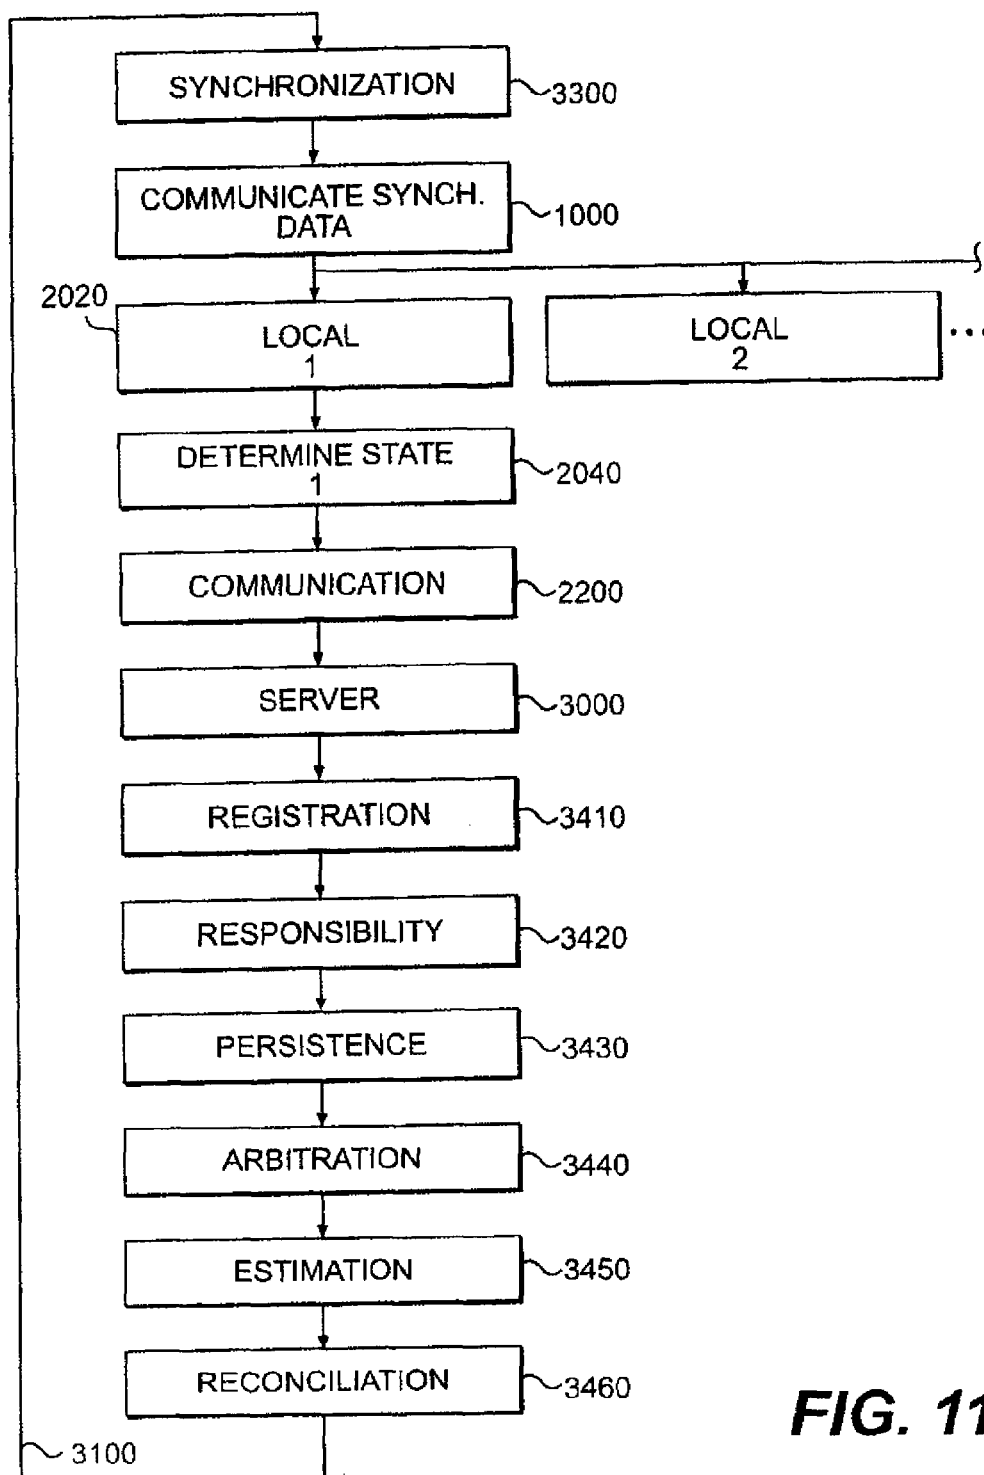 SYNCHRONIZATION
3300
COMMUNICATE SYNCH.
DATA
1000
2020
LOCAL
1
LOCAL
2
...
DETERMINE STATE
1
2040
COMMUNICATION
2200
SERVER
3000
REGISTRATION
3410
RESPONSIBILITY
3420
PERSISTENCE
3430
ARBITRATION
3440
ESTIMATION
3450
RECONCILIATION
3460
FIG. 11
3100